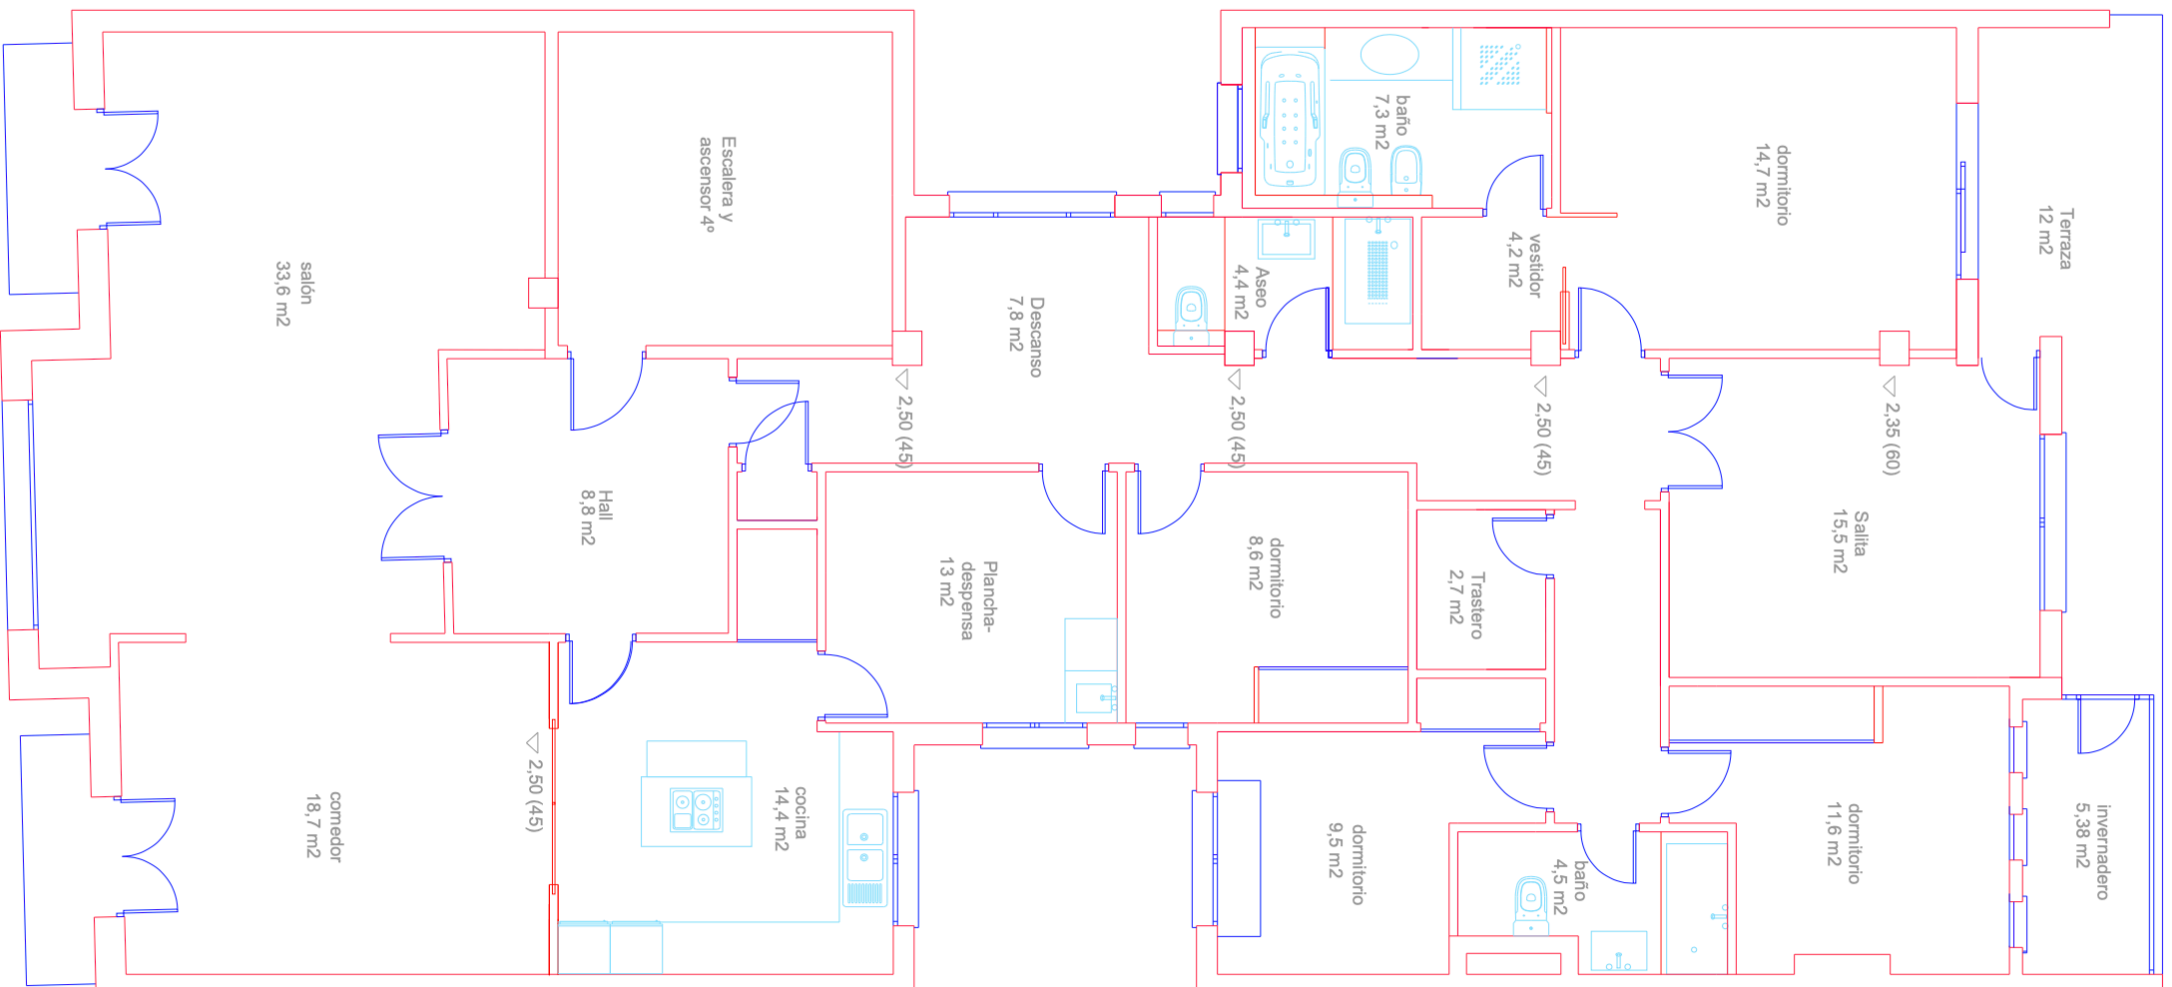 salón
33,6 m2
Escalera y
ascensor 4º
Descanso
7,8 m2
baño
7,3 m2
Aseo
4,4 m2
vestidor
4,2 m2
dormitorio
14,7 m2
Terraza
12 m2
2,50 (45)
2,50 (45)
2,50 (45)
2,35 (60)
Hall
8,8 m2
Plancha-
despensa
13 m2
dormitorio
8,6 m2
Trastero
2,7 m2
Salita
15,5 m2
2,50 (45)
comedor
18,7 m2
cocina
14,4 m2
dormitorio
9,5 m2
baño
4,5 m2
dormitorio
11,6 m2
invernadero
5,38 m2